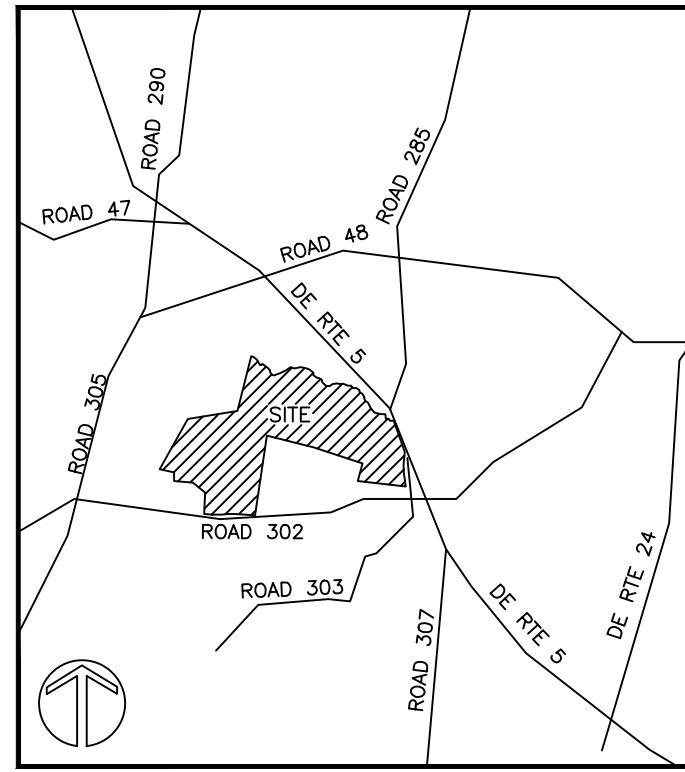 ROAD 290
ROAD 285
ROAD 47
ROAD 48
DE RTE 5
ROAD 305
SITE
ROAD 302
DE RTE 24
ROAD 303
DE RTE 5
ROAD 307